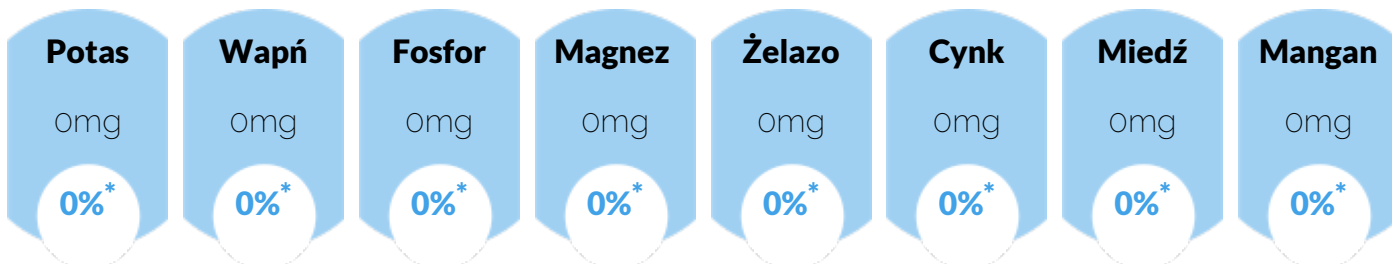 Potas Wapń Fosfor Magnez Żelazo Cynk Miedź Mangan
0mg 0mg 0mg 0mg 0mg 0mg 0mg 0mg
0%* 0%* 0%* 0%* 0%* 0%* 0%* 0%*